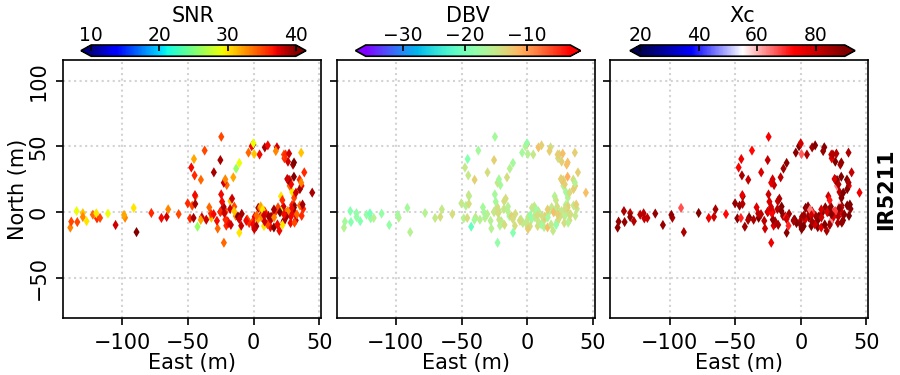 SNR DBV Xc
10 20 30 40 −30 −20 −10 20 40 60 80
100
50
0
−50
North (m)
−100 −50 0 50 −100 −50 0 50 −100 −50 0 50
East (m) East (m) East (m)
IR5211